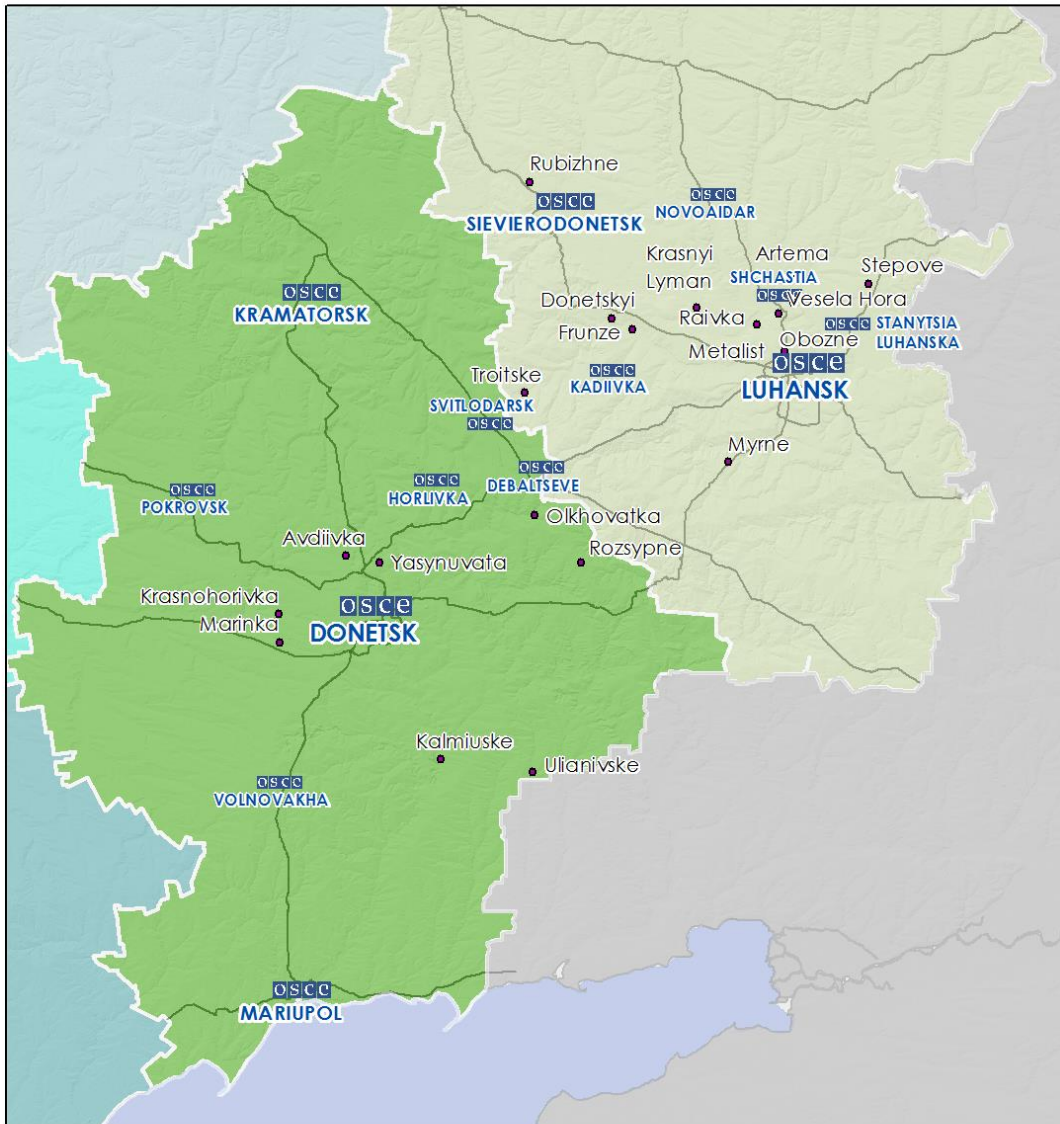 Rubizhne
osce
SIEVIERODONETSK
osce
NOVOAIDAR
Krasnyi
Lyman
Artema
SHCHASTIA
osce
Stepove
osce
KRAMATORSK
Donetskyi
Frunze
Raivka
Vesela Hora
osce
STANYTSIA
LUHANSKA
Metalist
Obozne
osce
LUHANSK
Troitske
osce
KADIIVKA
SVITLODARSK
osce
Myrne
osce
POKROVSK
osce
HORLIVKA
osce
DEBALTSEVE
Olkhovatka
Avdiivka
Yasynuvata
Rozsypne
Krasnohorivka
Marinka
osce
DONETSK
Kalmiuske
Ulianivske
osce
VOLNOVAKHA
osce
MARIUPOL